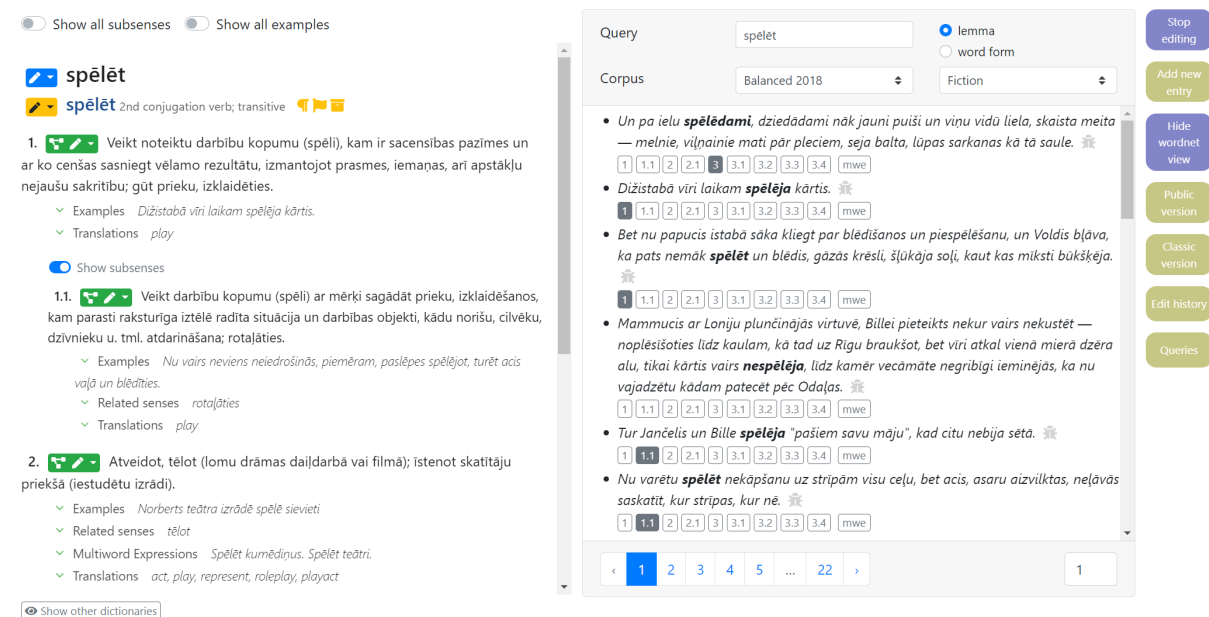 Show all subsenses Show all examples
spēlēt
spēlēt 2nd conjugation verb; transitive
1. Veikt noteiktu darbību kopumu (spēli), kam ir sacensības pazīmes un
ar ko cenšas sasniegt vēlamo rezultātu, izmantojot prasmes, iemaņas, arī apstākļu
nejaušu sakritību; gūt prieku, izklaidēties.
Examples Dižistabā vīri laikam spēlēja kārtis.
Translations play
Show subsenses
1.1. Veikt darbību kopumu (spēli) ar mērķi sagādāt prieku, izklaidēšanos,
kam parasti raksturīga iztēlē radīta situācija un darbības objekti, kādu norišu, cilvēku,
dzīvnieku u. tml. atdarināšana; rotaļāties.
Examples Nu vairs neviens neiedrošinās, piemēram, paslēpes spēlējot, turēt acis
vaļā un blēdīties.
Related senses rotaļāties
Translations play
2. Atveidot, tēlot (lomu drāmas daiļdarbā vai filmā); īstenot skatītāju
priekšā (iestudētu izrādi).
Examples Norberts teātra izrādē spēlē sievieti
Related senses tēlot
Multiword Expressions Spēlēt kumēdiņus. Spēlēt teātri.
Translations act, play, represent, roleplay, playact
Show other dictionaries
Query spēlēt lemma
word form
Corpus Balanced 2018 Fiction
Un pa ielu spēlēdami, dziedādami nāk jauni puiši un viņu vidū liela, skaista meita
— melnie, viļņainie mati pār pleciem, seja balta, lūpas sarkanas kā tā saule.
1 1.1 2 2.1 3 3.1 3.2 3.3 3.4 mwe
Dižistabā vīri laikam spēlēja kārtis.
1 1.1 2 2.1 3 3.1 3.2 3.3 3.4 mwe
Bet nu papucis istabā sāka kliegt par blēdīšanos un piespēlēšanu, un Voldis bļāva,
ka pats nemāk spēlēt un blēdis, gāzās krēsli, šļūkāja soļi, kaut kas mīksti būkšķēja.
1 1.1 2 2.1 3 3.1 3.2 3.3 3.4 mwe
Mammucis ar Loniju plunčinājās virtuvē, Billei pieteikts nekur vairs nekustēt —
noplēsīšoties līdz kaulam, kā tad uz Rīgu braukšot, bet vīri atkal vienā mierā dzēra
alu, tikai kārtis vairs nespēlēja, līdz kamēr vecāmāte negribīgi ieminējās, ka nu
vajadzētu kādam patecēt pēc Odaļas.
1 1.1 2 2.1 3 3.1 3.2 3.3 3.4 mwe
Tur Jančelis un Bille spēlēja "pašiem savu māju", kad citu nebija sētā.
1 1.1 2 2.1 3 3.1 3.2 3.3 3.4 mwe
Nu varētu spēlēt nekāpšanu uz strīpām visu ceļu, bet acis, asaru aizvilktas, neļāvās
saskatīt, kur strīpas, kur nē.
1 1.1 2 2.1 3 3.1 3.2 3.3 3.4 mwe
‹ 1 2 3 4 5 ... 22 › 1
Stop
editing
Add new
entry
Hide
wordnet
view
Public
version
Classic
version
Edit history
Queries